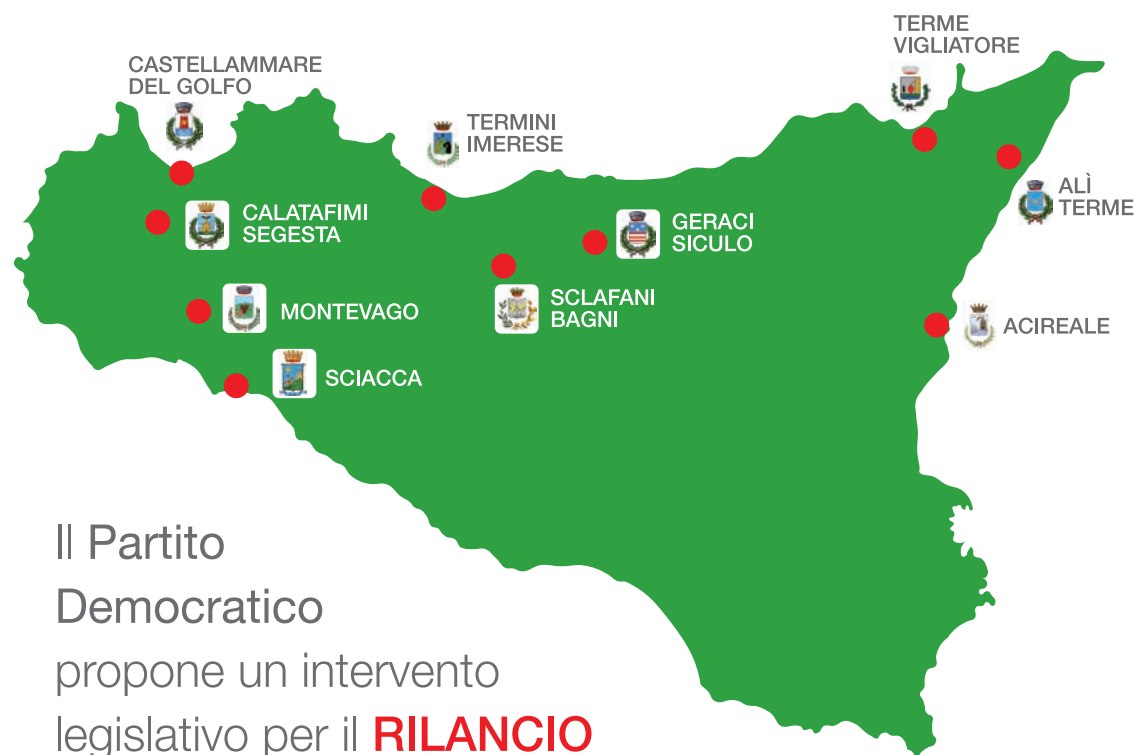 TERME
VIGLIATORE
CASTELLAMMARE
DEL GOLFO
TERMINI
IMERESE
ALÌ
TERME
CALATAFIMI
SEGESTA
GERACI
SICULO
SCLAFANI
BAGNI
MONTEVAGO
ACIREALE
SCIACCA
Il Partito
Democratico
propone un intervento
legislativo per il RILANCIO